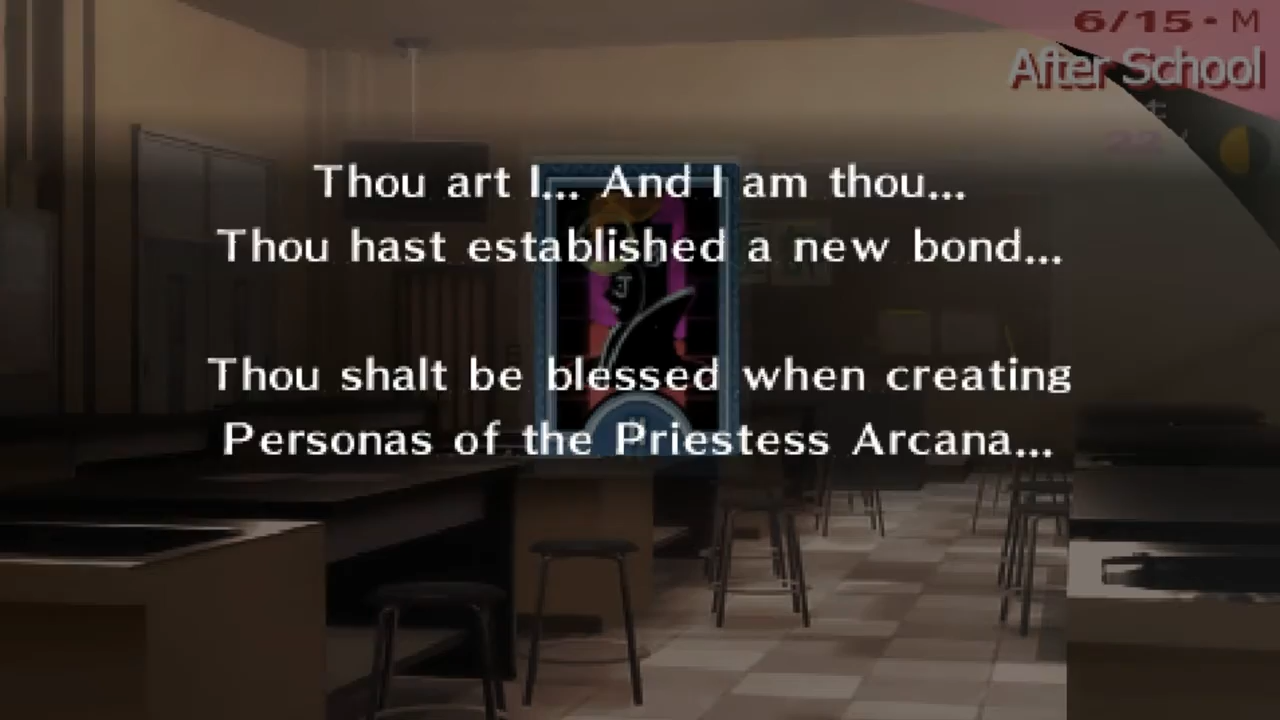 6/15 • M
After School
Thou art I... And I am thou...
Thou hast established a new bond...
Thou shalt be blessed when creating
Personas of the Priestess Arcana...